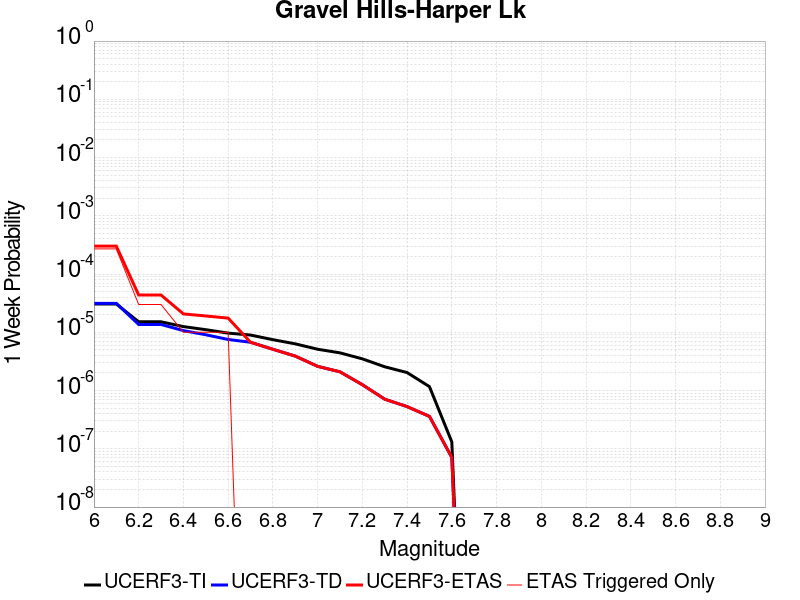 Gravel Hills-Harper Lk
10^0
10^-1
10^-2
10^-3
10^-4
10^-5
10^-6
10^-7
10^-8
1 Week Probability
6 6.2 6.4 6.6 6.8 7 7.2 7.4 7.6 7.8 8 8.2 8.4 8.6 8.8 9
Magnitude
UCERF3-TI UCERF3-TD UCERF3-ETAS ETAS Triggered Only